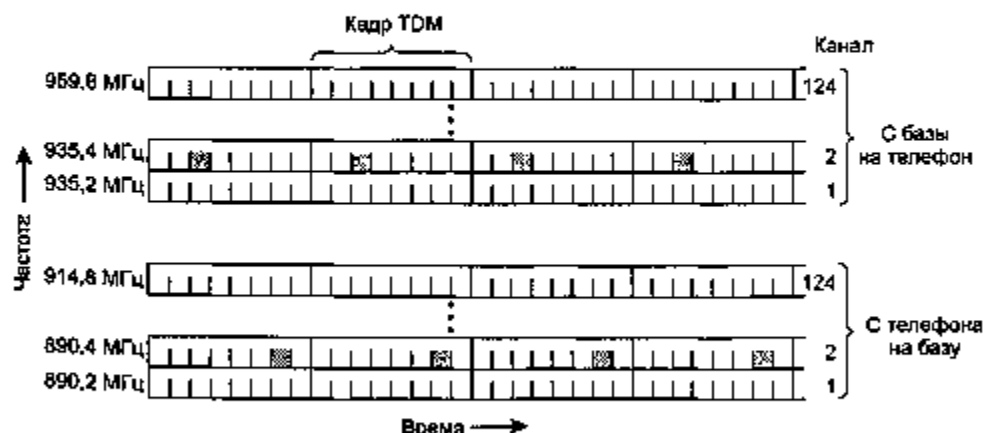 Кадр TDM
Канал
959,8 МГц
124
С базы
на телефон
935,4 МГц
2
935,2 МГц
1
Частота
914,8 МГц
124
С телефона
на базу
890,4 МГц
2
890,2 МГц
1
Время